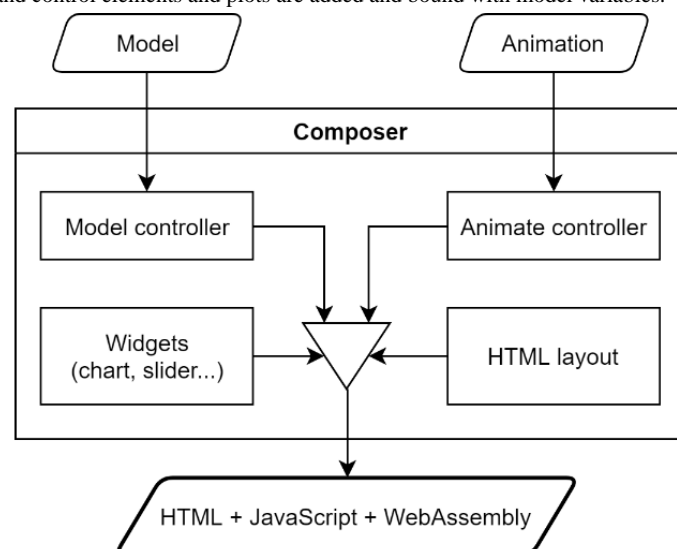 and control elements and plots are added and bound with model variables.
Model
Animation
Composer
Model controller
Animate controller
Widgets
(chart, slider...)
HTML layout
HTML + JavaScript + WebAssembly